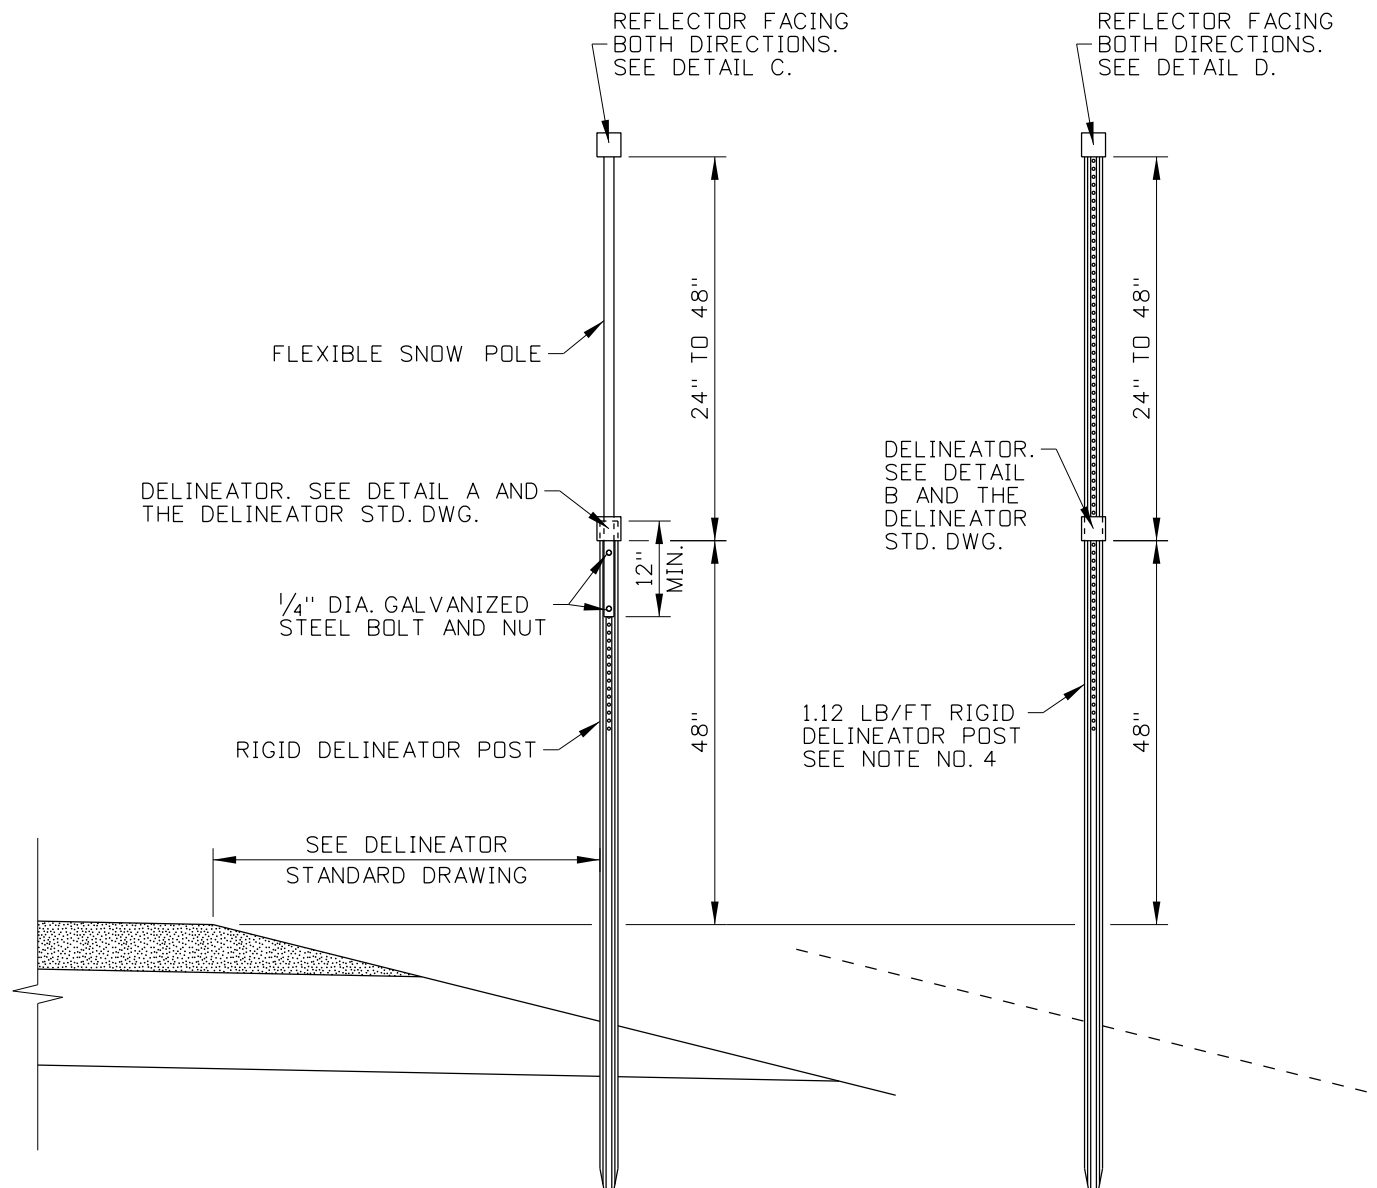 REFLECTOR FACING
BOTH DIRECTIONS.
SEE DETAIL C.
REFLECTOR FACING
BOTH DIRECTIONS.
SEE DETAIL D.
24" TO 48"
24" TO 48"
FLEXIBLE SNOW POLE
DELINEATOR.
SEE DETAIL
B AND THE
DELINEATOR
STD. DWG.
DELINEATOR. SEE DETAIL A AND
THE DELINEATOR STD. DWG.
12"
MIN.
1/4" DIA. GALVANIZED
STEEL BOLT AND NUT
48"
48"
1.12 LB/FT RIGID
DELINEATOR POST
SEE NOTE NO. 4
RIGID DELINEATOR POST
SEE DELINEATOR
STANDARD DRAWING